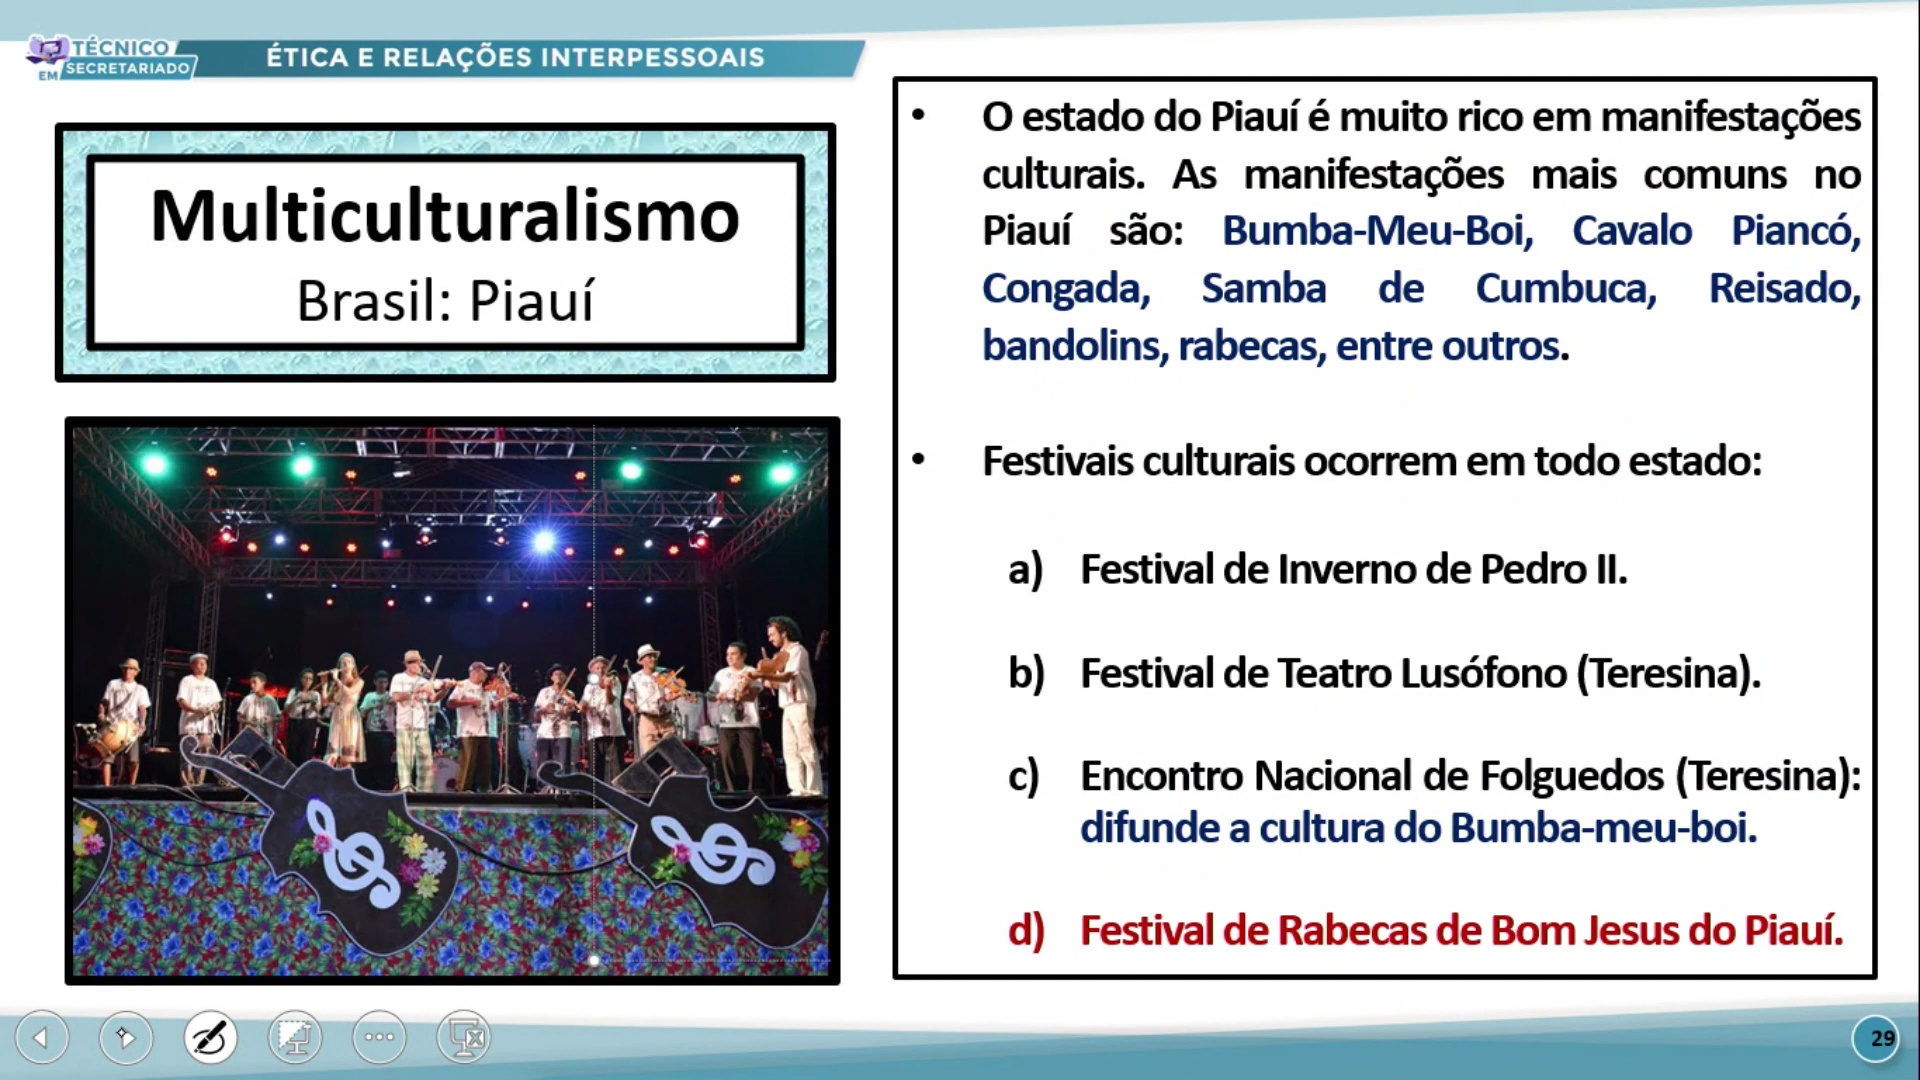 TÉCNICO
EM SECRETARIADO
ÉTICA E RELAÇÕES INTERPESSOAIS
Multiculturalismo
Brasil: Piauí
• O estado do Piauí é muito rico em manifestações
culturais. As manifestações mais comuns no
Piauí são: Bumba-Meu-Boi, Cavalo Piancó,
Congada, Samba de Cumbuca, Reisado,
bandolins, rabecas, entre outros.
• Festivais culturais ocorrem em todo estado:
a) Festival de Inverno de Pedro II.
b) Festival de Teatro Lusófono (Teresina).
c) Encontro Nacional de Folguedos (Teresina):
difunde a cultura do Bumba-meu-boi.
d) Festival de Rabecas de Bom Jesus do Piauí.
29